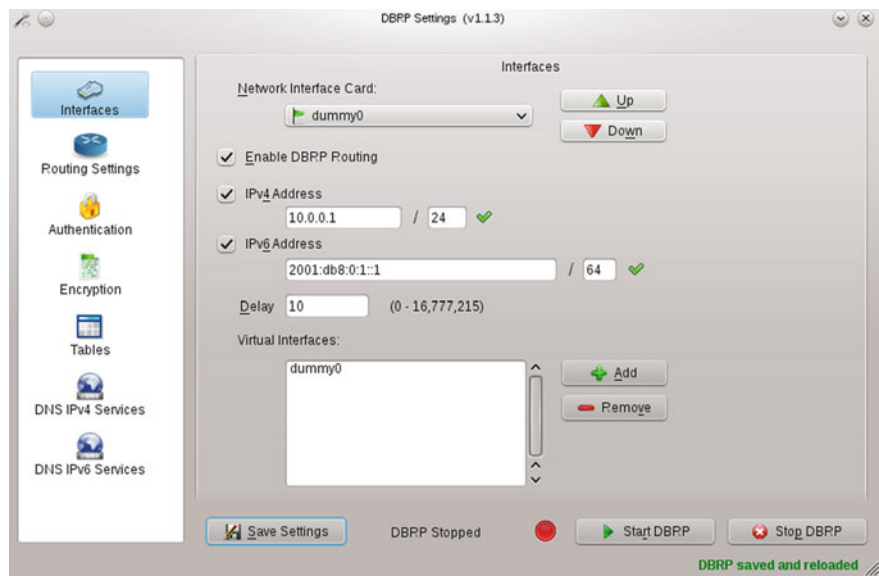 DBRP Settings (v1.1.3)
Interfaces
Routing Settings
Authentication
Encryption
Tables
DNS IPv4 Services
DNS IPv6 Services
Interfaces
Network Interface Card:
dummy0
Up
Down
Enable DBRP Routing
IPv4 Address
10.0.0.1 / 24
IPv6 Address
2001:db8:0:1::1 / 64
Delay 10 (0 - 16,777,215)
Virtual Interfaces:
dummy0
Add
Remove
Save Settings
DBRP Stopped
Start DBRP
Stop DBRP
DBRP saved and reloaded